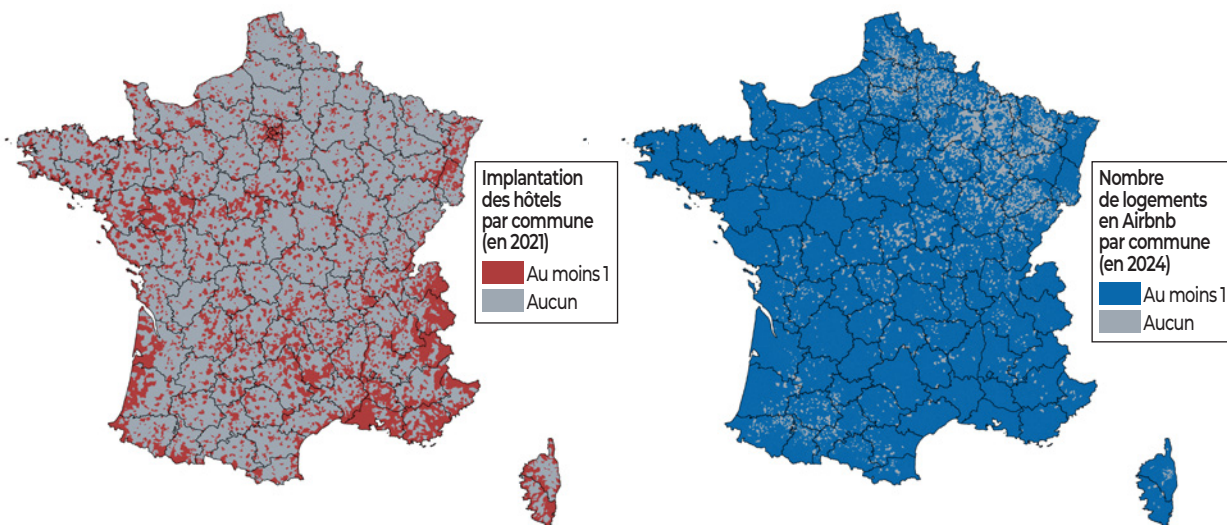 Implantation
des hôtels
par commune
(en 2021)
Au moins 1
Aucun
Nombre
de logements
en Airbnb
par commune
(en 2024)
Au moins 1
Aucun